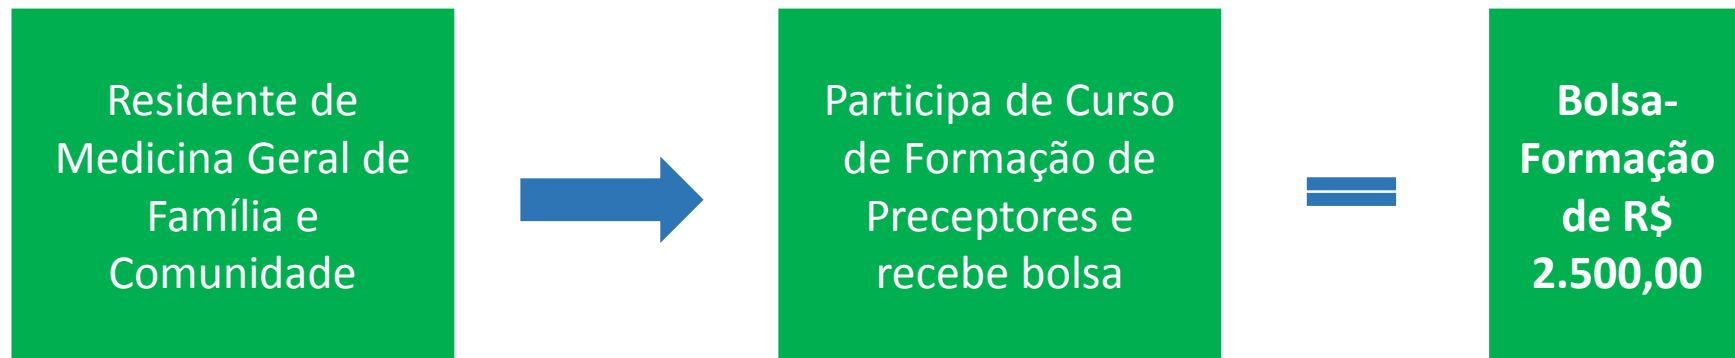 Residente de
Medicina Geral de
Família e
Comunidade
Participa de Curso
de Formação de
Preceptores e
recebe bolsa
Bolsa-
Formação
de R$
2.500,00